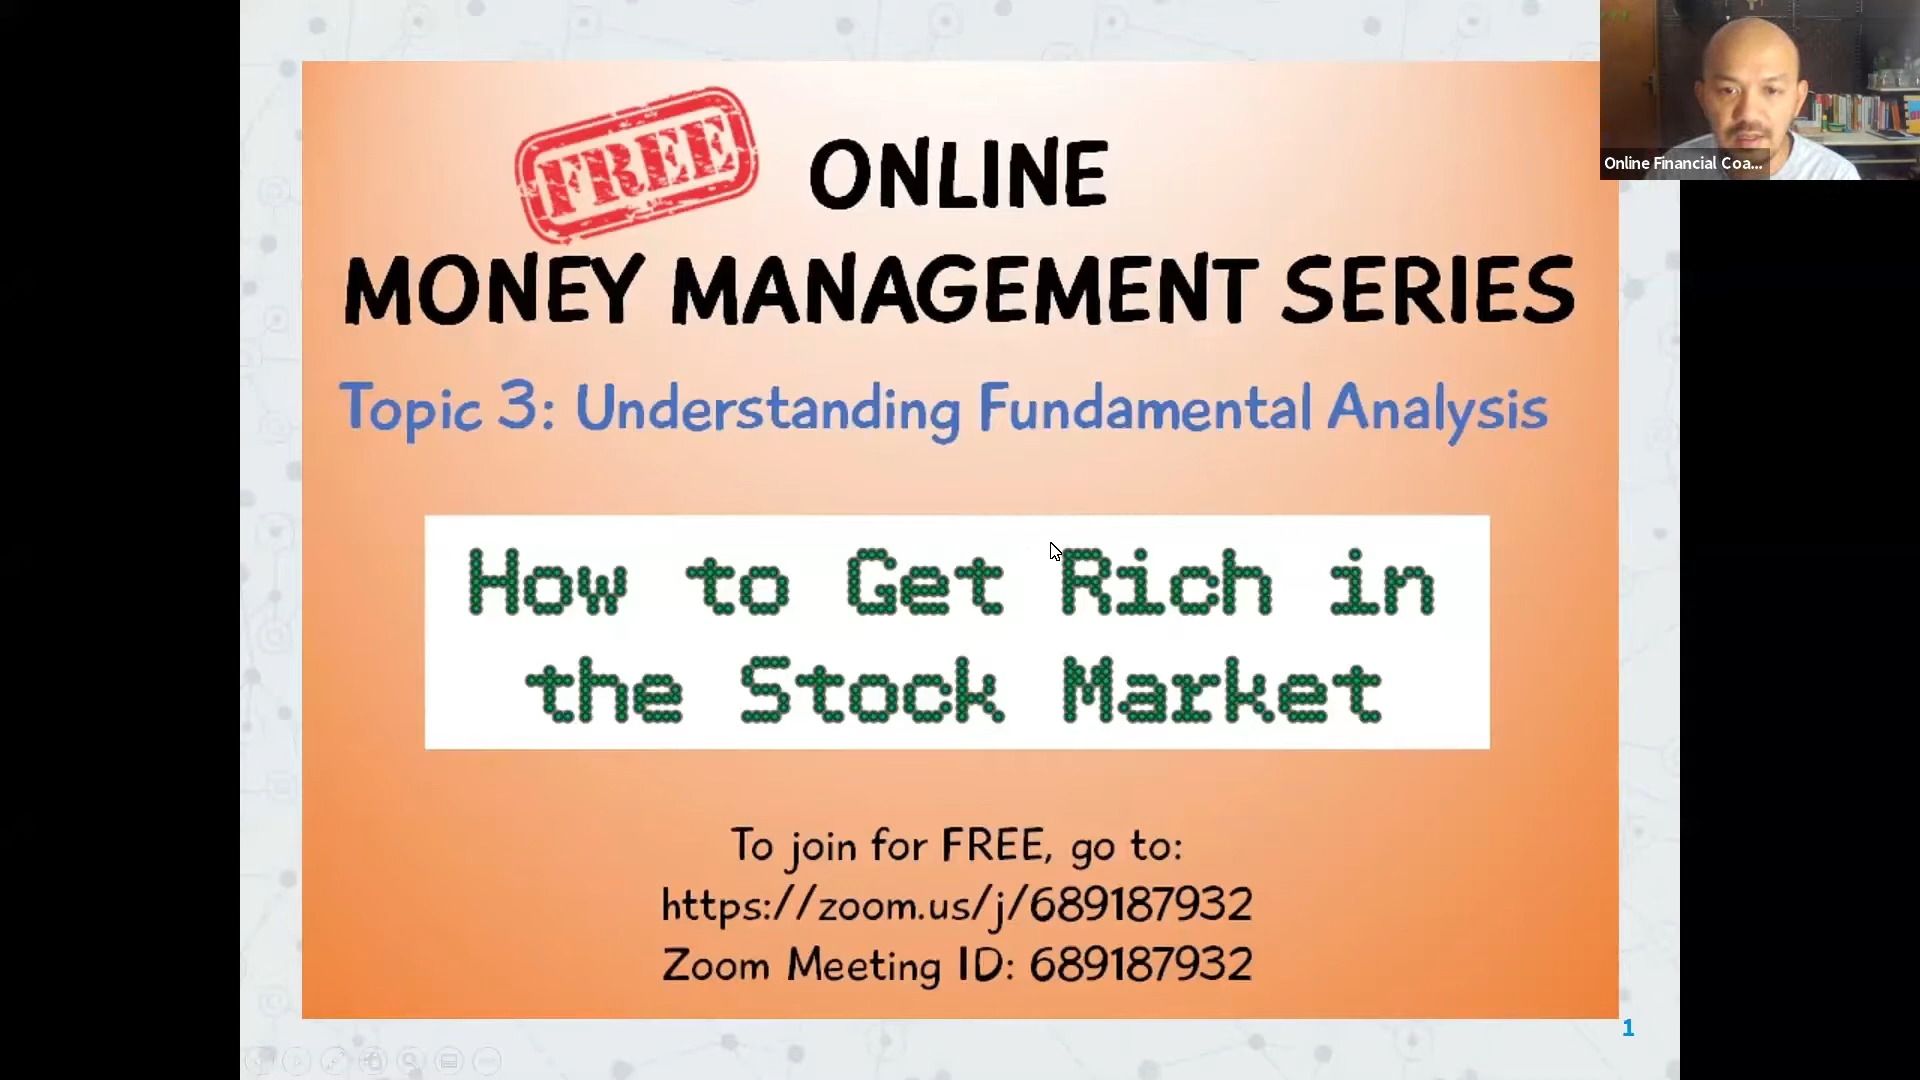 FREE
ONLINE
MONEY MANAGEMENT SERIES
Topic 3: Understanding Fundamental Analysis
How to Get Rich in
the Stock Market
To join for FREE, go to:
https://zoom.us/j/689187932
Zoom Meeting ID: 689187932
1
Online Financial Coa...